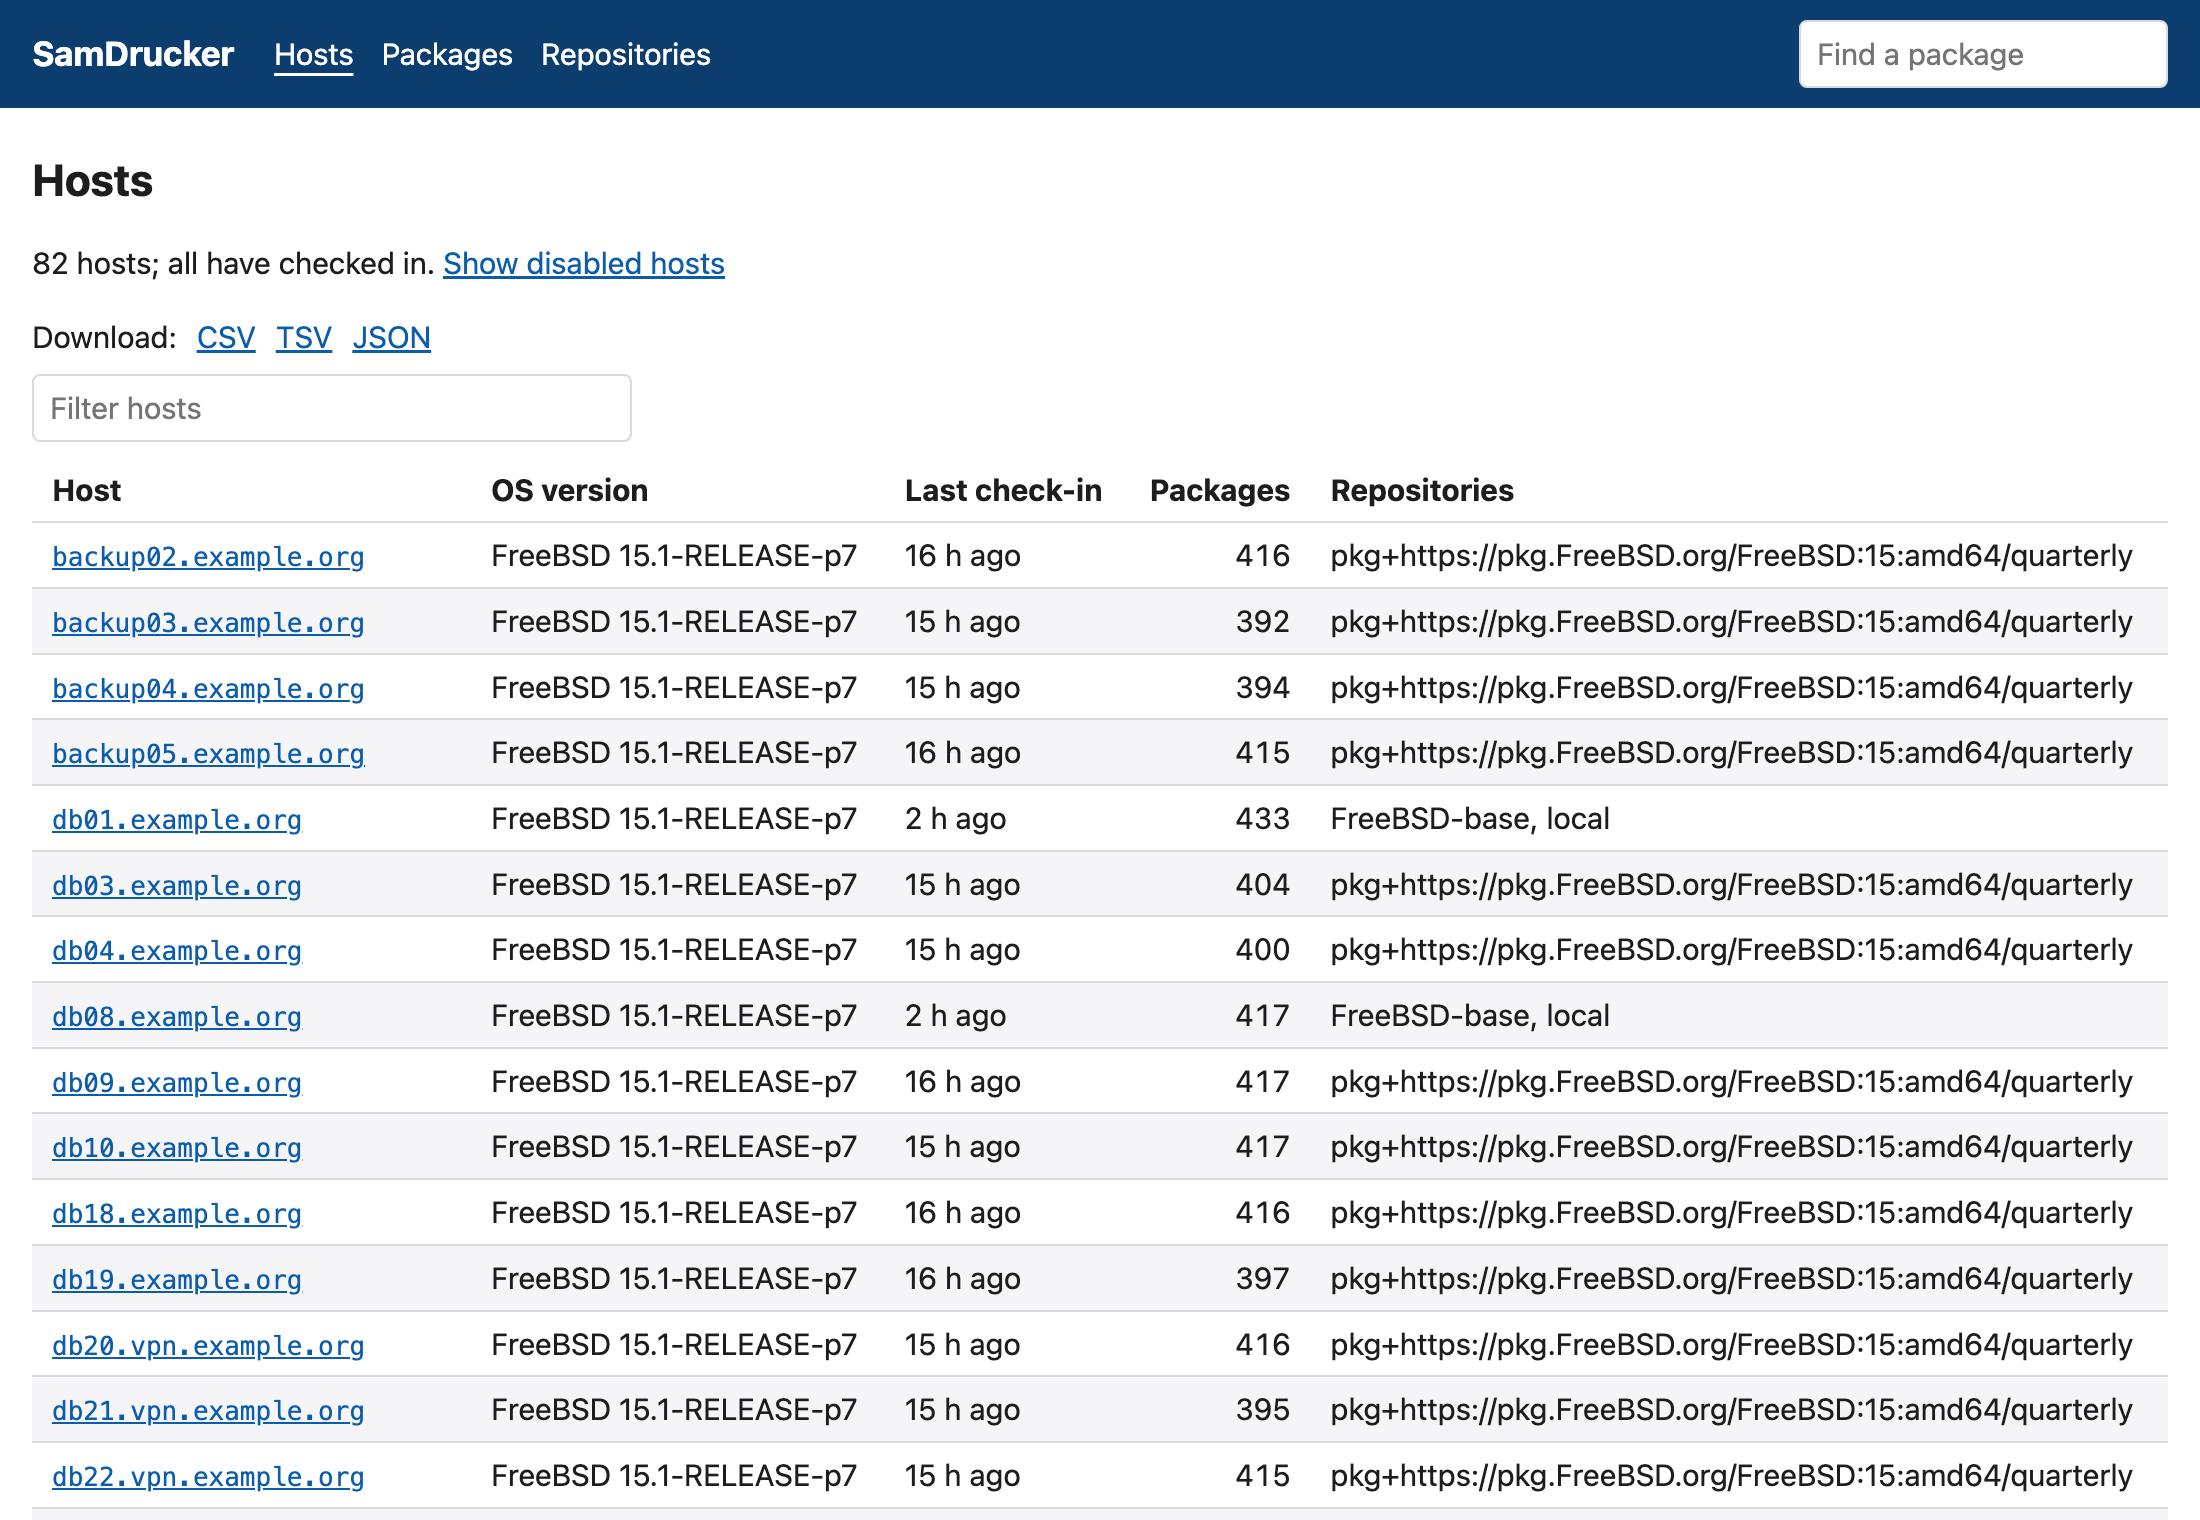 SamDrucker Hosts Packages Repositories Find a package
Hosts
82 hosts; all have checked in. Show disabled hosts
Download: CSV TSV JSON
Filter hosts
Host OS version Last check-in Packages Repositories
backup02.example.org FreeBSD 15.1-RELEASE-p7 16 h ago 416 pkg+https://pkg.FreeBSD.org/FreeBSD:15:amd64/quarterly
backup03.example.org FreeBSD 15.1-RELEASE-p7 15 h ago 392 pkg+https://pkg.FreeBSD.org/FreeBSD:15:amd64/quarterly
backup04.example.org FreeBSD 15.1-RELEASE-p7 15 h ago 394 pkg+https://pkg.FreeBSD.org/FreeBSD:15:amd64/quarterly
backup05.example.org FreeBSD 15.1-RELEASE-p7 16 h ago 415 pkg+https://pkg.FreeBSD.org/FreeBSD:15:amd64/quarterly
db01.example.org FreeBSD 15.1-RELEASE-p7 2 h ago 433 FreeBSD-base, local
db03.example.org FreeBSD 15.1-RELEASE-p7 15 h ago 404 pkg+https://pkg.FreeBSD.org/FreeBSD:15:amd64/quarterly
db04.example.org FreeBSD 15.1-RELEASE-p7 15 h ago 400 pkg+https://pkg.FreeBSD.org/FreeBSD:15:amd64/quarterly
db08.example.org FreeBSD 15.1-RELEASE-p7 2 h ago 417 FreeBSD-base, local
db09.example.org FreeBSD 15.1-RELEASE-p7 16 h ago 417 pkg+https://pkg.FreeBSD.org/FreeBSD:15:amd64/quarterly
db10.example.org FreeBSD 15.1-RELEASE-p7 15 h ago 417 pkg+https://pkg.FreeBSD.org/FreeBSD:15:amd64/quarterly
db18.example.org FreeBSD 15.1-RELEASE-p7 16 h ago 416 pkg+https://pkg.FreeBSD.org/FreeBSD:15:amd64/quarterly
db19.example.org FreeBSD 15.1-RELEASE-p7 16 h ago 397 pkg+https://pkg.FreeBSD.org/FreeBSD:15:amd64/quarterly
db20.vpn.example.org FreeBSD 15.1-RELEASE-p7 15 h ago 416 pkg+https://pkg.FreeBSD.org/FreeBSD:15:amd64/quarterly
db21.vpn.example.org FreeBSD 15.1-RELEASE-p7 15 h ago 395 pkg+https://pkg.FreeBSD.org/FreeBSD:15:amd64/quarterly
db22.vpn.example.org FreeBSD 15.1-RELEASE-p7 15 h ago 415 pkg+https://pkg.FreeBSD.org/FreeBSD:15:amd64/quarterly